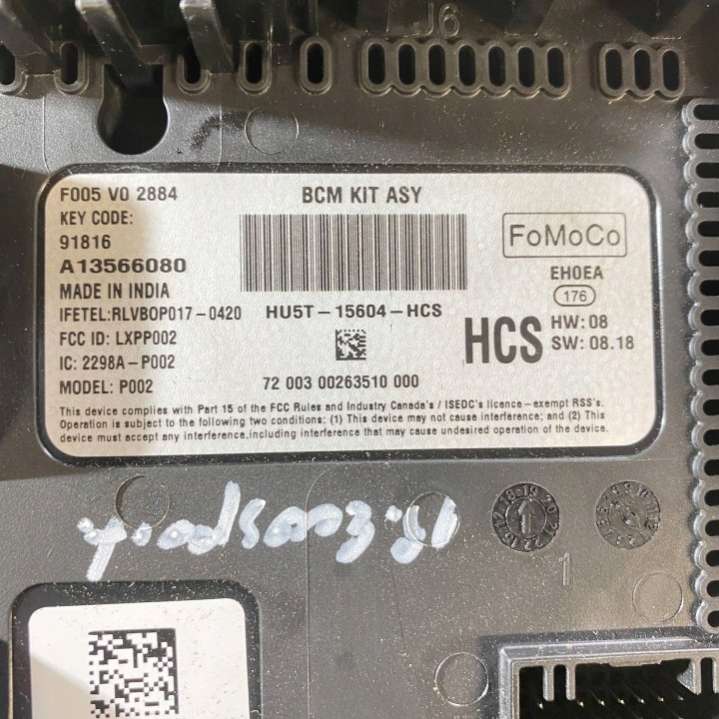 J6
F005 V0 2884
KEY CODE:
91816
A13566080
MADE IN INDIA
IFETEL:RLVBOP017-0420
FCC ID: LXPP002
IC: 2298A-P002
MODEL: P002
BCM KIT ASY
HU5T-15604-HCS
72 003 00263510 000
FoMoCo
EH0EA
176
HCS
HW: 08
SW: 08.18
This device complies with Part 15 of the FCC Rules and Industry Canada's / ISEDC's licence-exempt RSS's.
Operation is subject to the following two conditions: (1) This device may not cause interference; and (2) This
device must accept any interference,including interference that may cause undesired operation of the device.
1